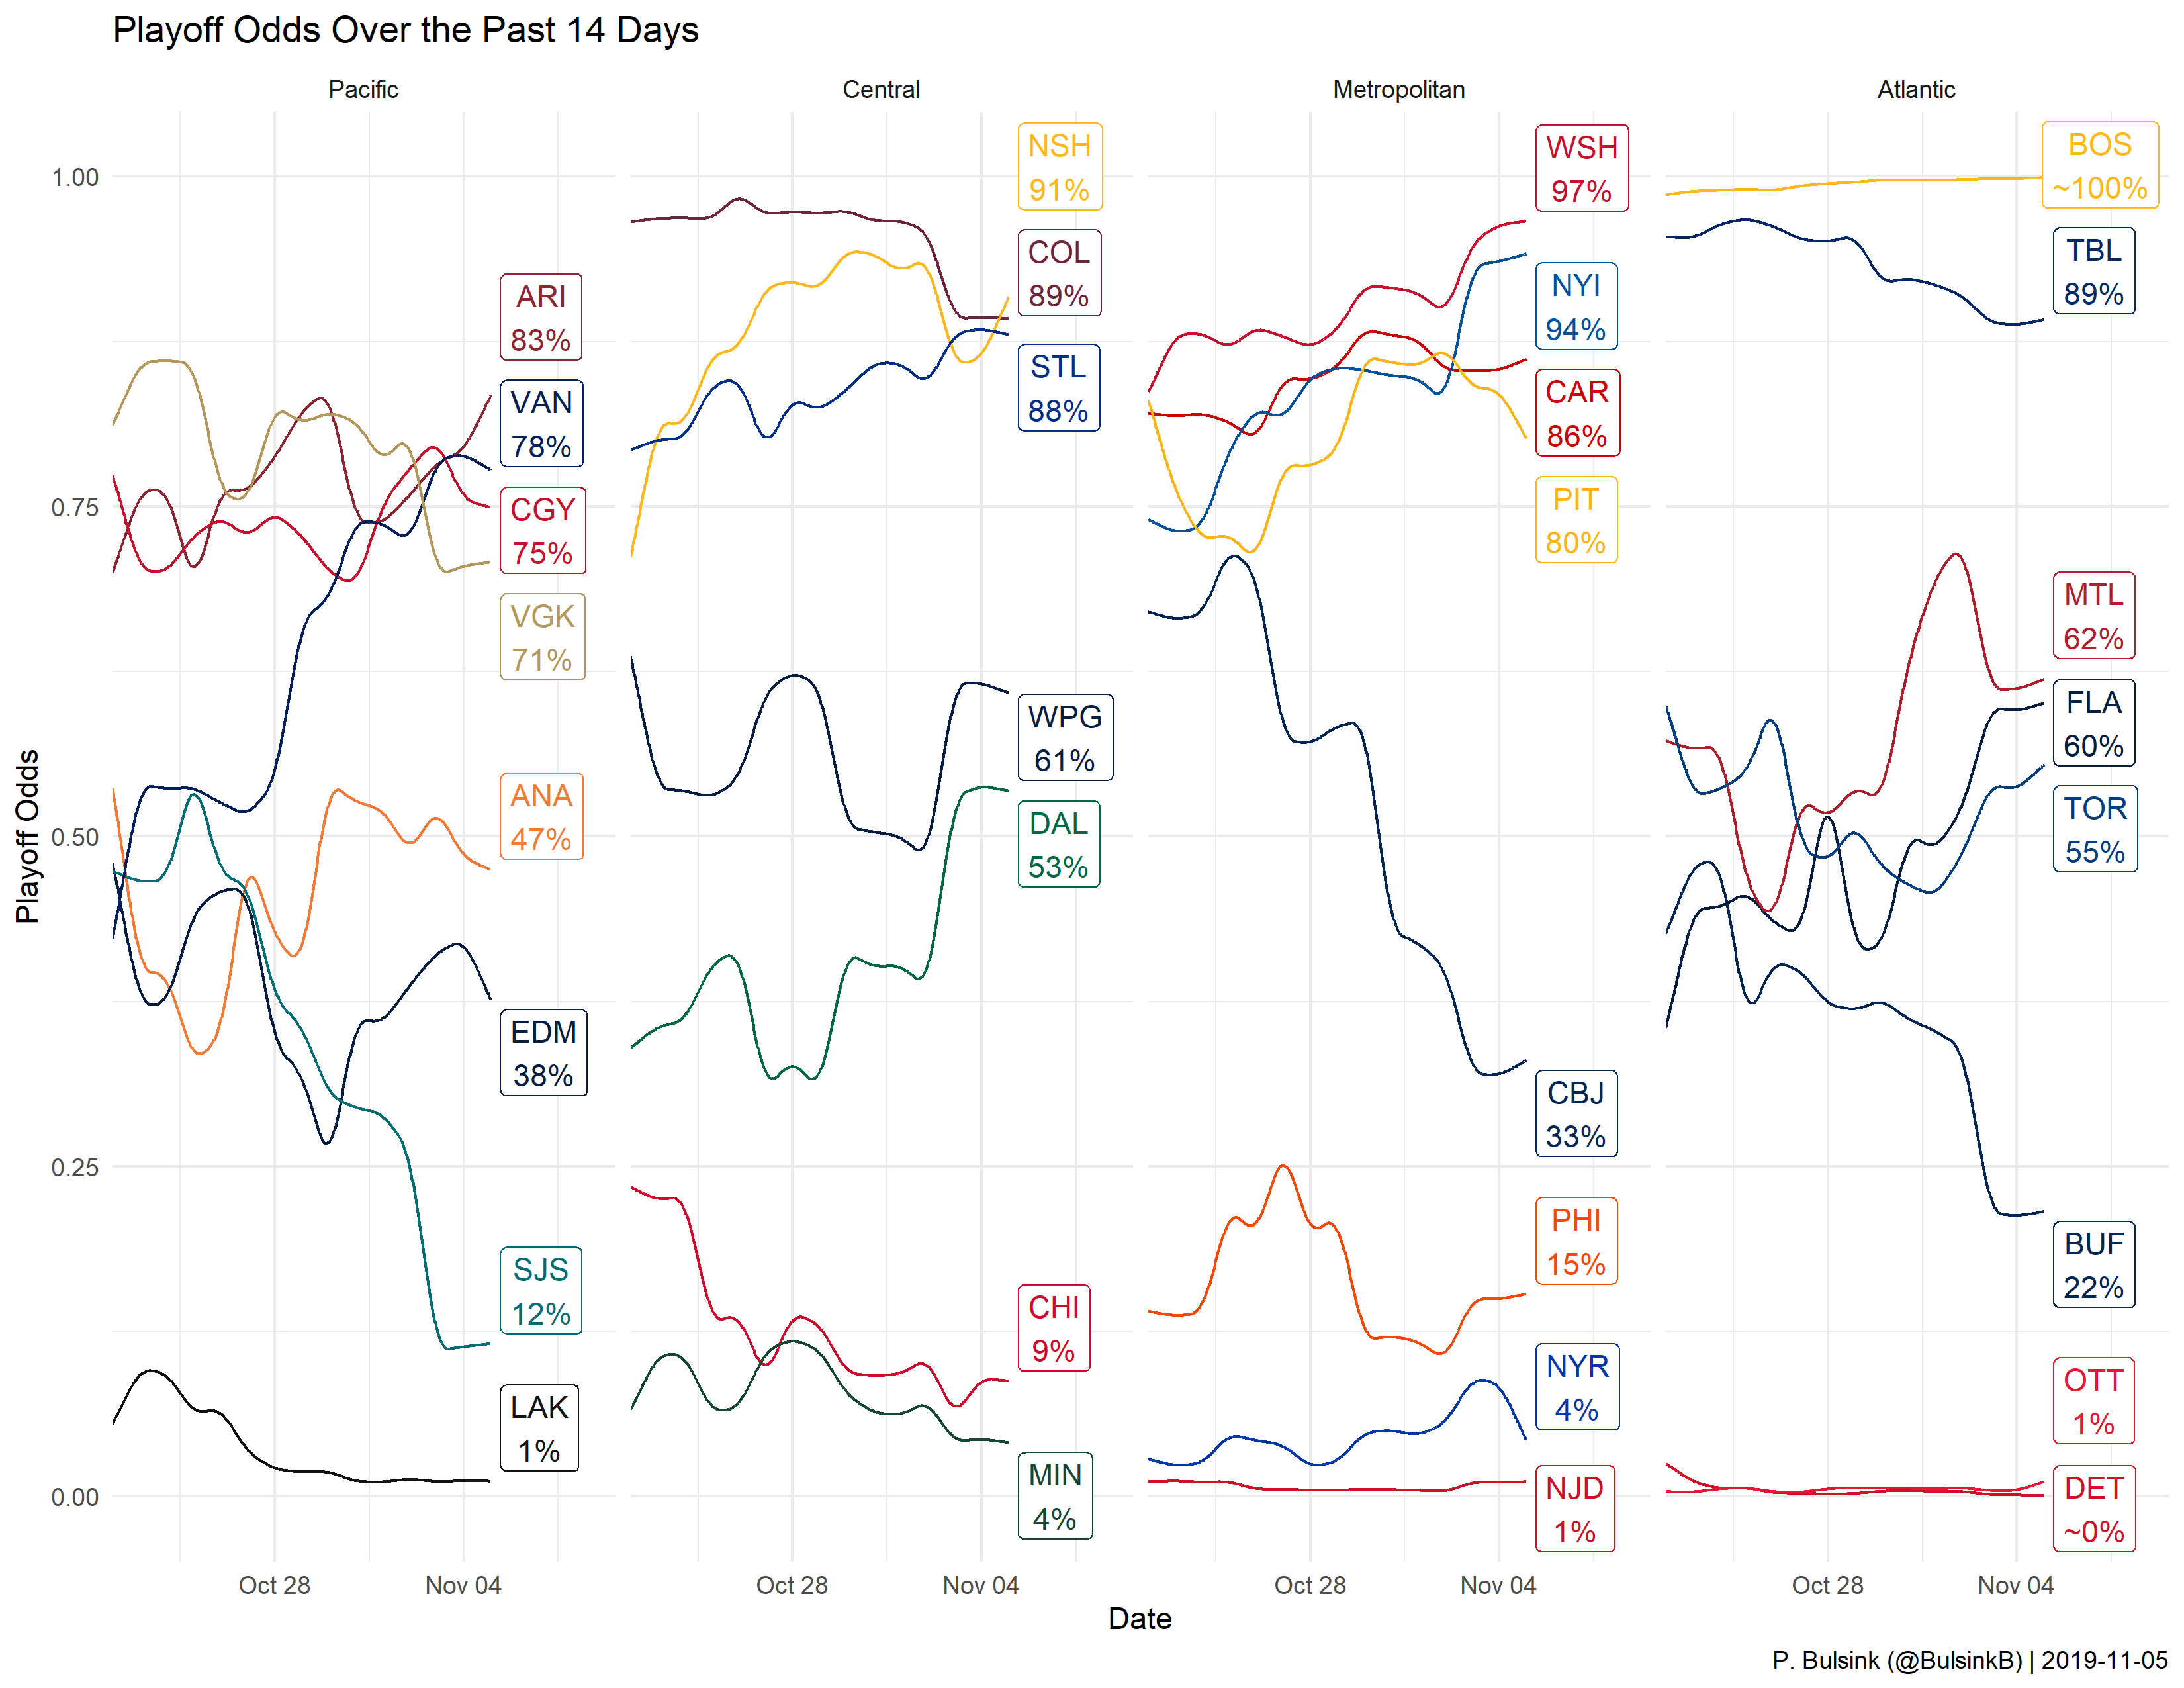 Playoff Odds Over the Past 14 Days
Pacific
Central
Metropolitan
Atlantic
Playoff Odds
1.00
0.75
0.50
0.25
0.00
ARI
83%
VAN
78%
CGY
75%
VGK
71%
ANA
47%
EDM
38%
SJS
12%
LAK
1%
NSH
91%
COL
89%
STL
88%
WPG
61%
DAL
53%
CHI
9%
MIN
4%
WSH
97%
NYI
94%
CAR
86%
PIT
80%
CBJ
33%
PHI
15%
NYR
4%
NJD
1%
BOS
~100%
TBL
89%
MTL
62%
FLA
60%
TOR
55%
BUF
22%
OTT
1%
DET
~0%
Oct 28
Nov 04
Oct 28
Nov 04
Oct 28
Nov 04
Oct 28
Nov 04
Date
P. Bulsink (@BulsinkB) | 2019-11-05